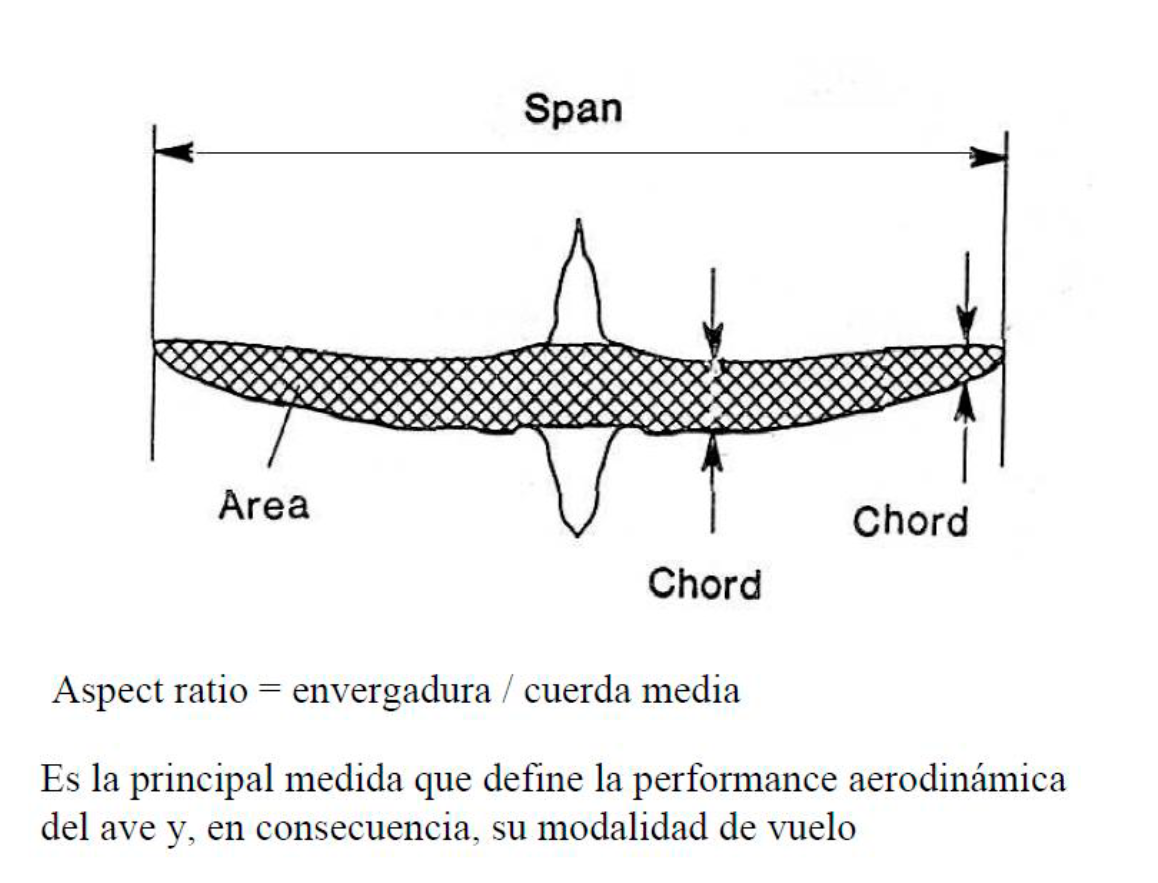 Span
Area
Chord
Chord
Aspect ratio = envergadura / cuerda media
Es la principal medida que define la performance aerodinámica
del ave y, en consecuencia, su modalidad de vuelo